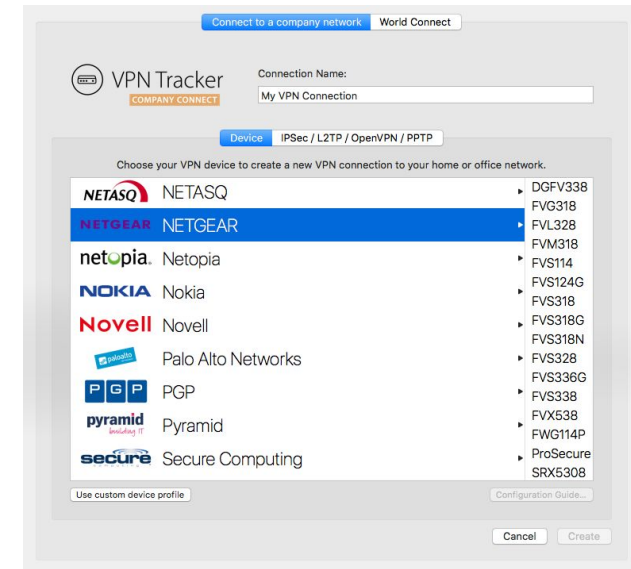 Connect to a company network World Connect
VPN Tracker
COMPANY CONNECT
Connection Name:
My VPN Connection
Device IPSec / L2TP / OpenVPN / PPTP
Choose your VPN device to create a new VPN connection to your home or office network.
NETASQ NETASQ
NETGEAR NETGEAR
netopia. Netopia
NOKIA Nokia
Novell Novell
paloalto Palo Alto Networks
PGP PGP
pyramid Pyramid
building IT
secure Secure Computing
DGFV338
FVG318
FVL328
FVM318
FVS114
FVS124G
FVS318
FVS318G
FVS318N
FVS328
FVS336G
FVS338
FVX538
FWG114P
ProSecure
SRX5308
Use custom device profile
Configuration Guide...
Cancel Create